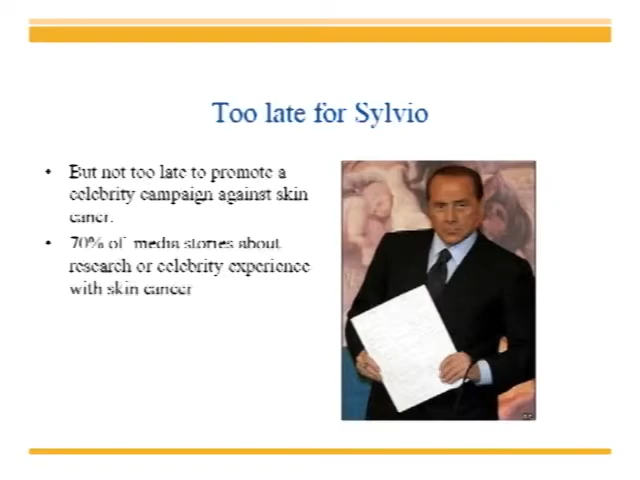 Too late for Sylvio
• But not too late to promote a
celebrity campaign against skin
caner.
• 70% of media stories about
research or celebrity experience
with skin cancer